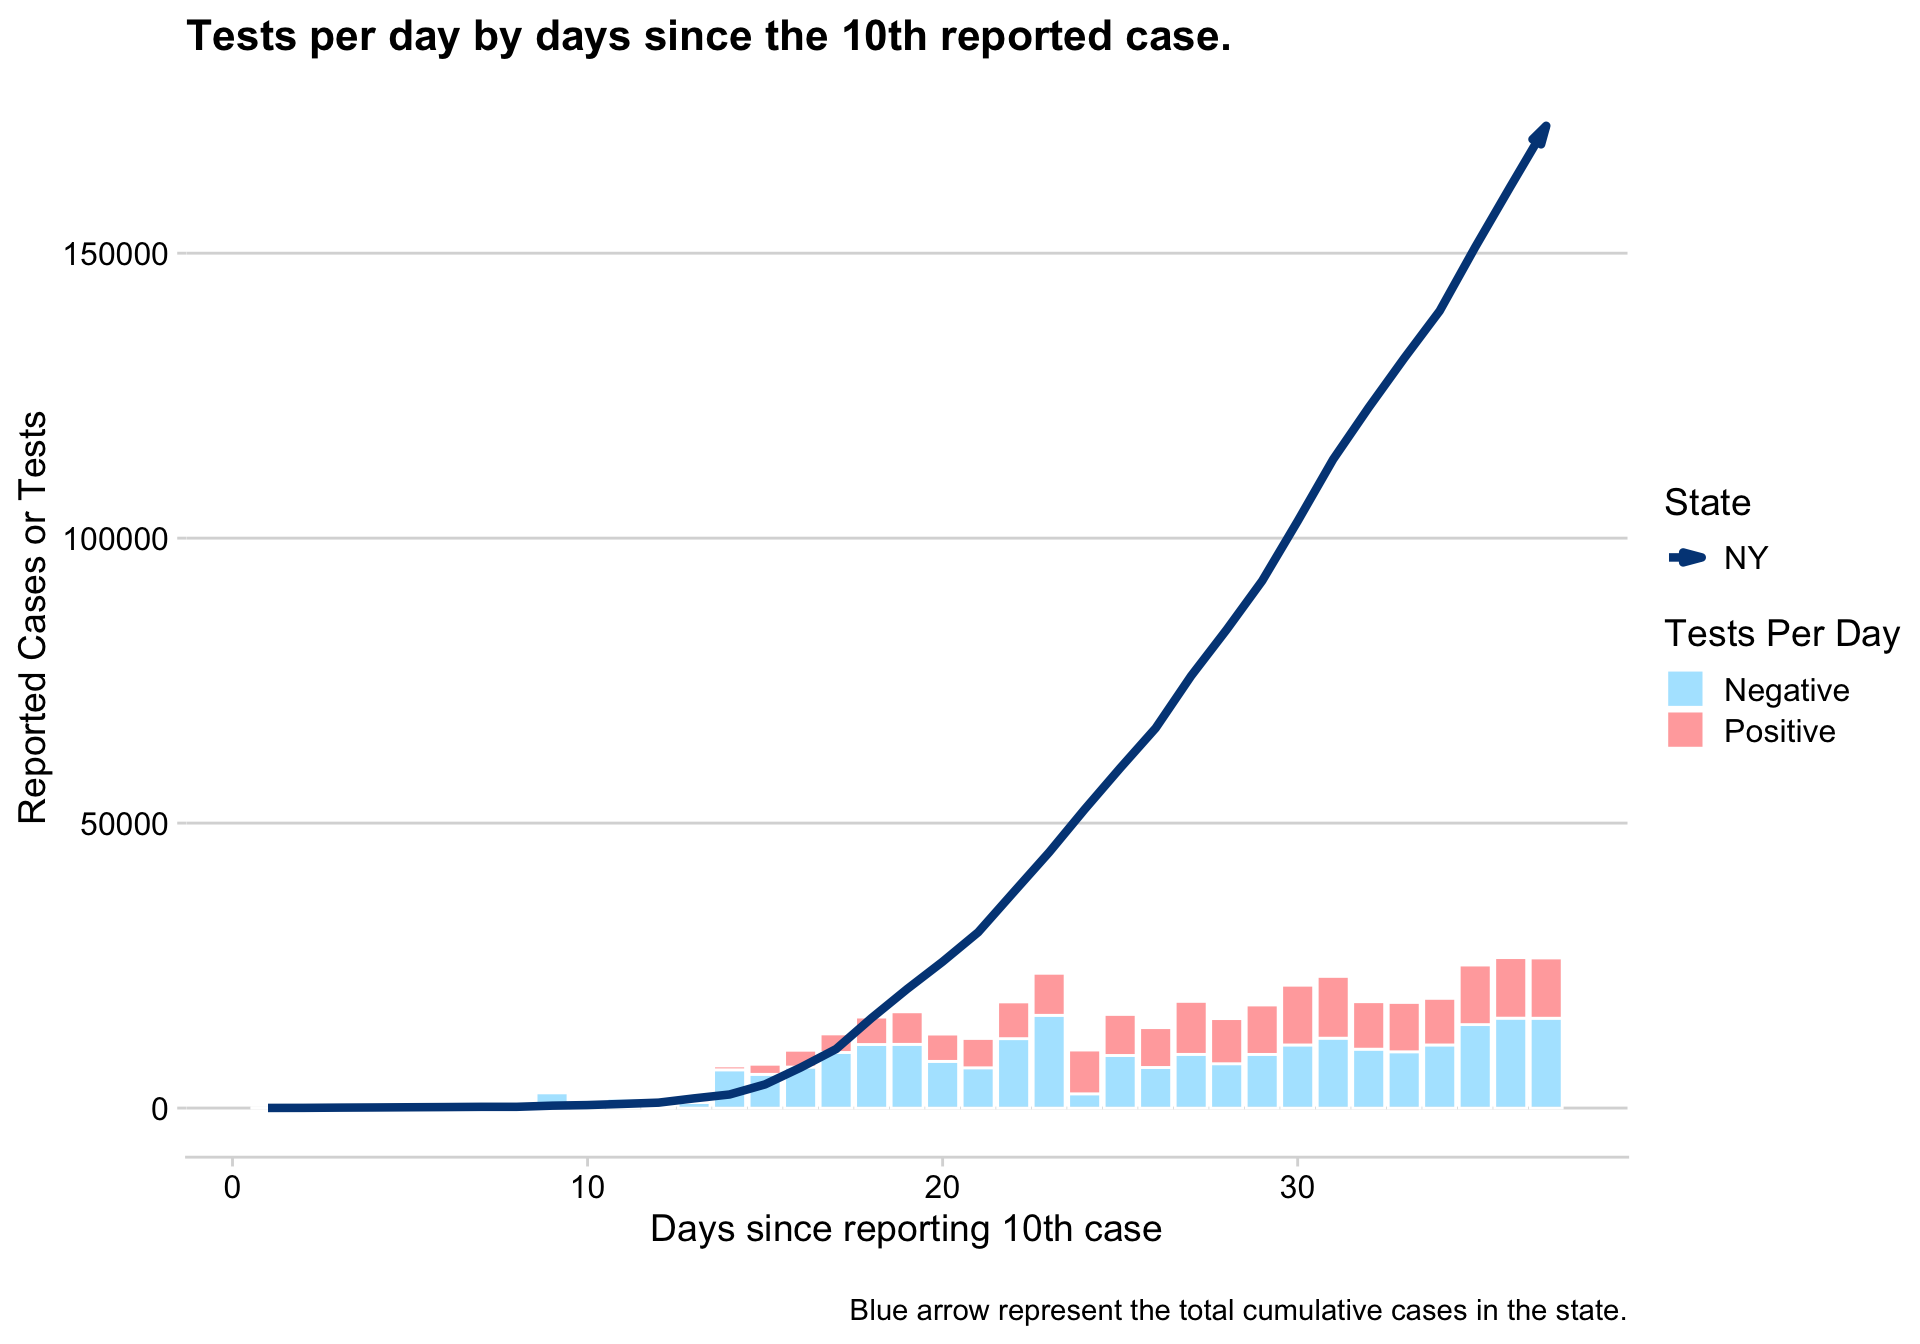 Tests per day by days since the 10th reported case.
Reported Cases or Tests
150000
100000
50000
0
0
10
20
30
Days since reporting 10th case
State
NY
Tests Per Day
Negative
Positive
Blue arrow represent the total cumulative cases in the state.